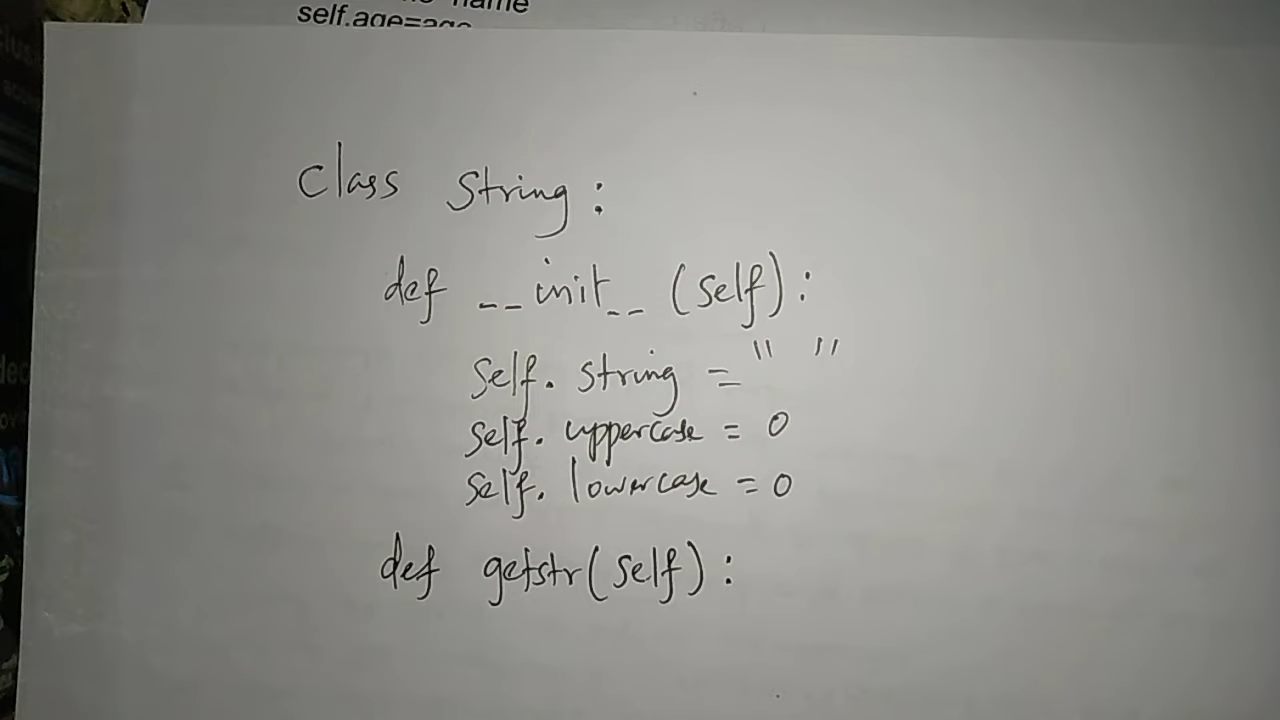 name
self.age=age
class String:
def __init__ (self):
self. string = " "
self. uppercase = 0
self. lowercase = 0
def getstr(self):